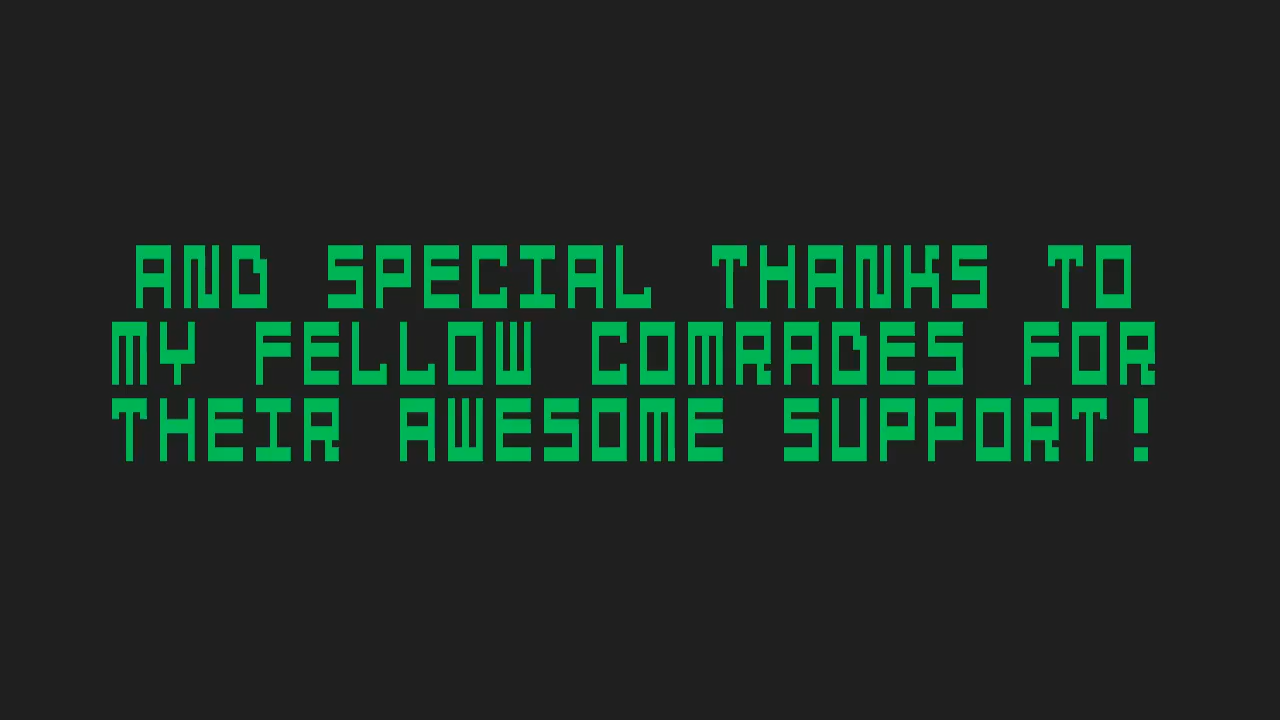 AND SPECIAL THANKS TO
MY FELLOW COMRADES FOR
THEIR AWESOME SUPPORT!